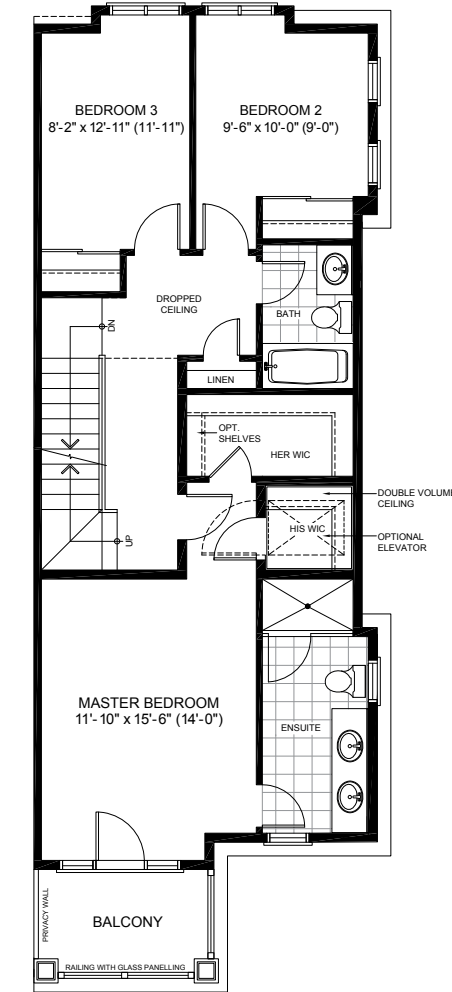 BEDROOM 3
8'-2" x 12'-11" (11'-11")
BEDROOM 2
9'-6" x 10'-0" (9'-0")
DROPPED
CEILING
DN
BATH
LINEN
OPT.
SHELVES
HER WIC
DOUBLE VOLUME
CEILING
HIS WIC
OPTIONAL
ELEVATOR
UP
MASTER BEDROOM
11'-10" x 15'-6" (14'-0")
ENSUITE
PRIVACY WALL
BALCONY
RAILING WITH GLASS PANELLING